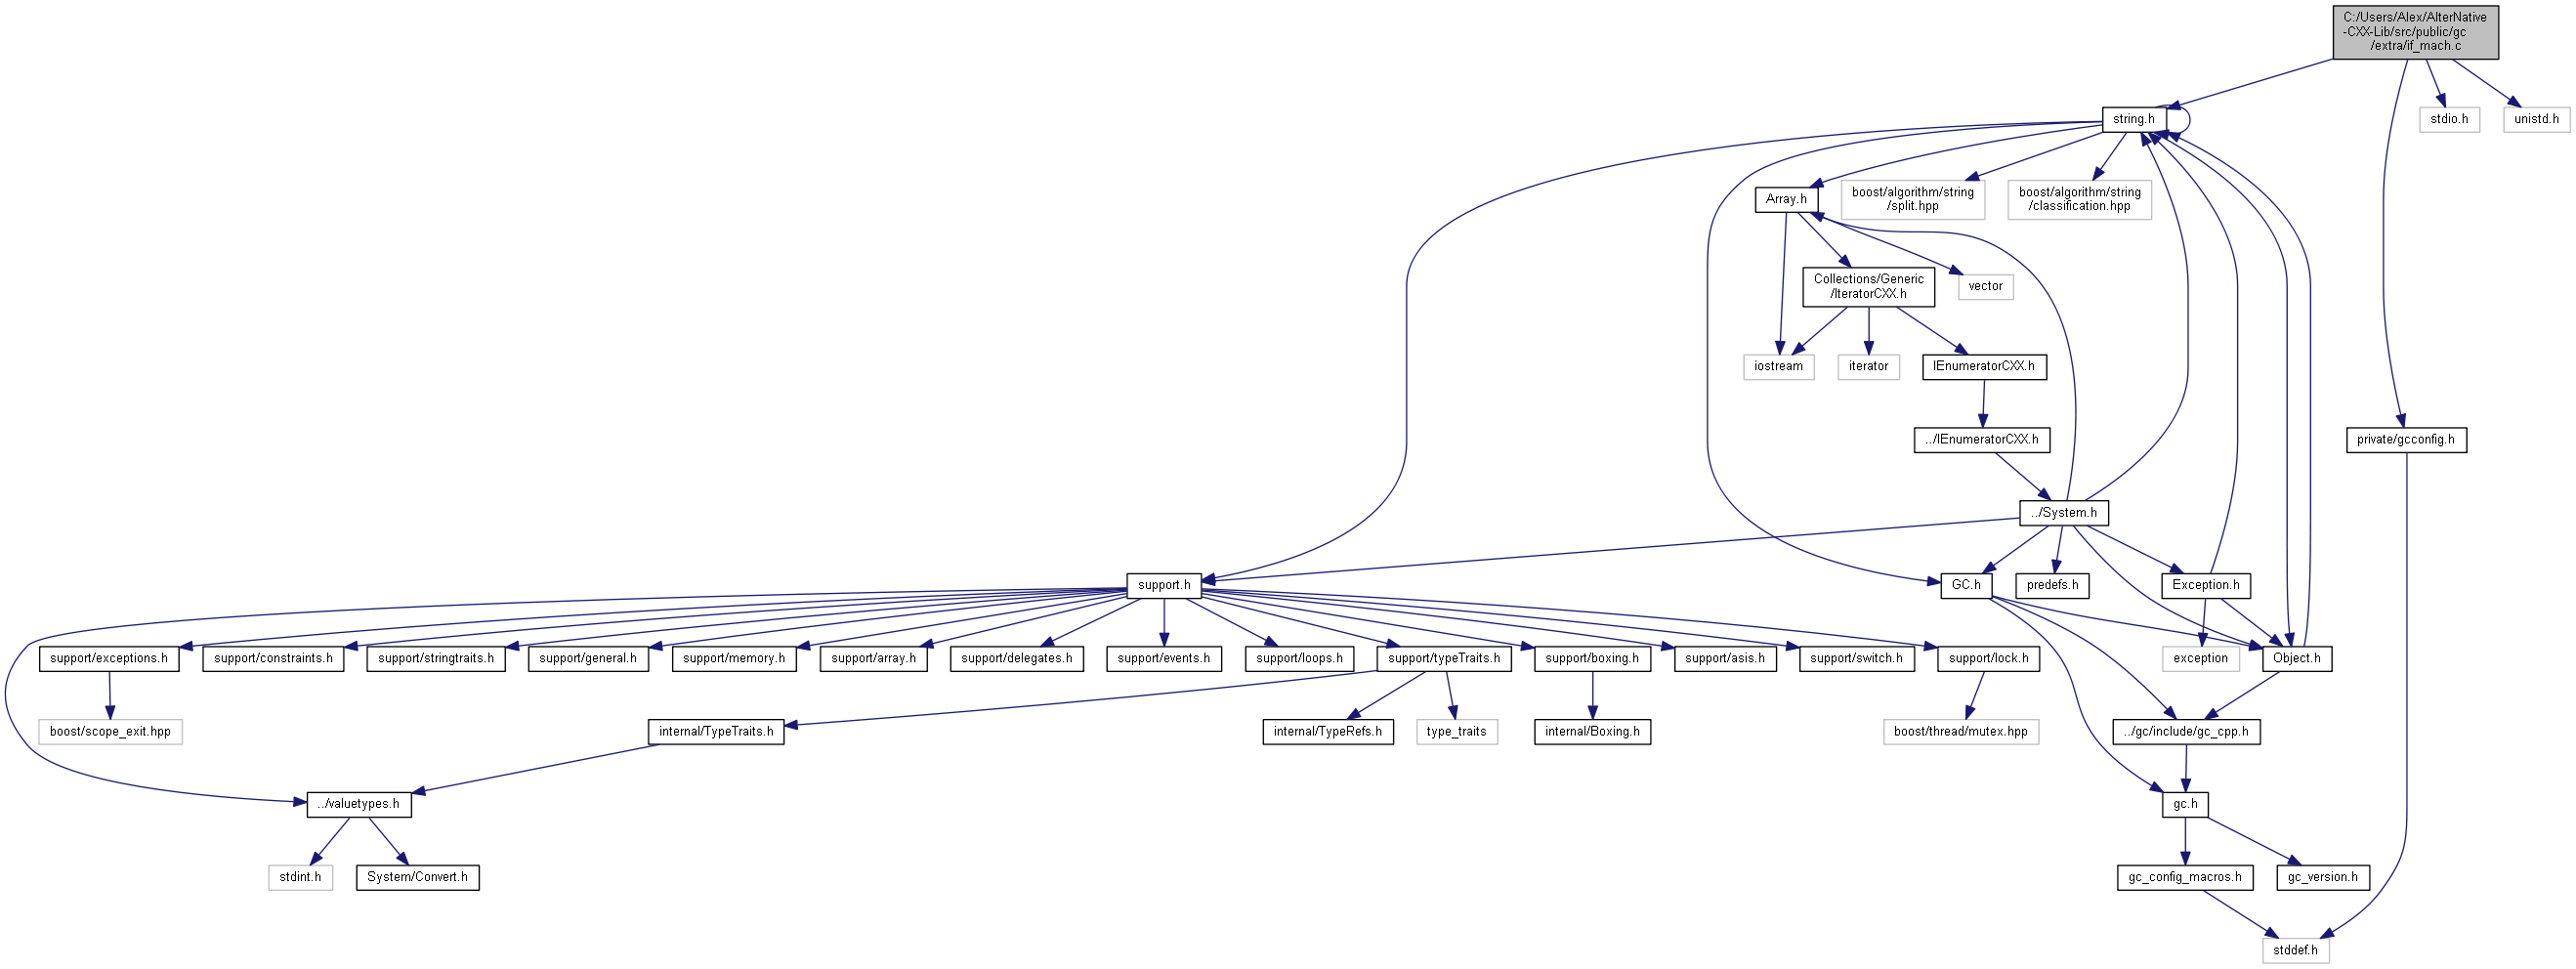 C:/Users/Alex/AlterNative
-CXX-Lib/src/public/gc
/extra/if_mach.c
string.h
stdio.h
unistd.h
Array.h
boost/algorithm/string
/split.hpp
boost/algorithm/string
/classification.hpp
Collections/Generic
/IteratorCXX.h
vector
iostream
iterator
IEnumeratorCXX.h
../IEnumeratorCXX.h
private/gcconfig.h
../System.h
support.h
GC.h
predefs.h
Exception.h
support/exceptions.h
support/constraints.h
support/stringtraits.h
support/general.h
support/memory.h
support/array.h
support/delegates.h
support/events.h
support/loops.h
support/typeTraits.h
support/boxing.h
support/asis.h
support/switch.h
support/lock.h
exception
Object.h
boost/scope_exit.hpp
internal/TypeTraits.h
internal/TypeRefs.h
type_traits
internal/Boxing.h
boost/thread/mutex.hpp
../gc/include/gc_cpp.h
../valuetypes.h
gc.h
stdint.h
System/Convert.h
gc_config_macros.h
gc_version.h
stddef.h